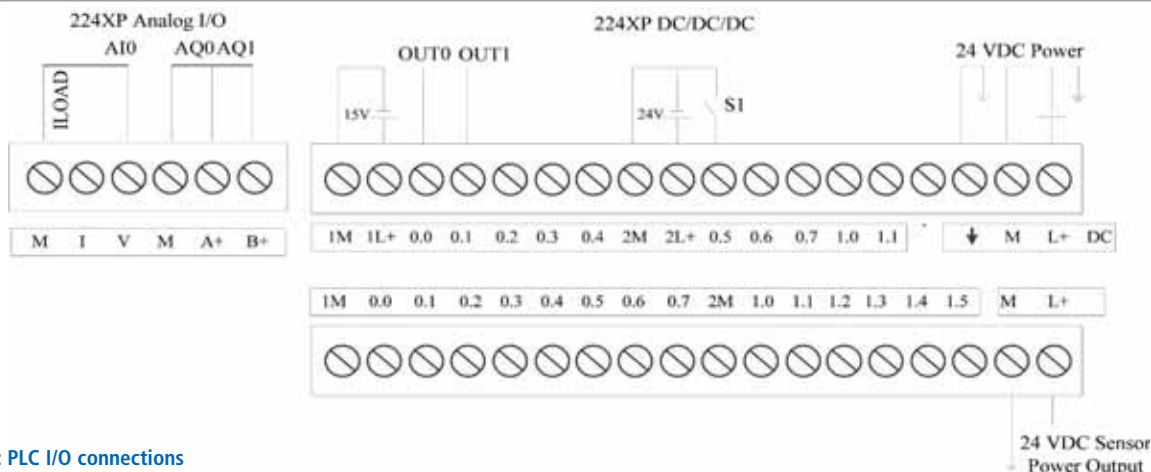 224XP Analog I/O
AI0 AQ0 AQ1
ILOAD
224XP DC/DC/DC
OUT0 OUT1
15V
24V
S1
24 VDC Power
M I V M A+ B+
1M 1L+ 0.0 0.1 0.2 0.3 0.4 2M 2L+ 0.5 0.6 0.7 1.0 1.1
M L+ DC
1M 0.0 0.1 0.2 0.3 0.4 0.5 0.6 0.7 2M 1.0 1.1 1.2 1.3 1.4 1.5
M L+
24 VDC Sensor
Power Output
: PLC I/O connections